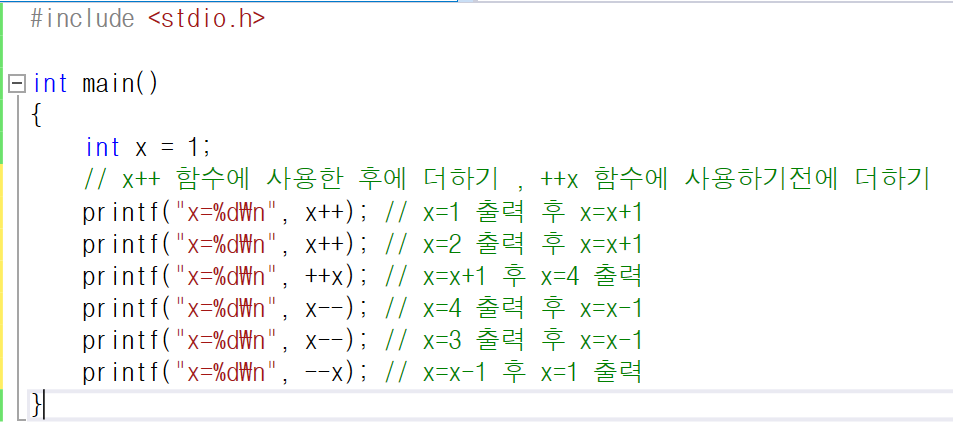 #include <stdio.h>
int main()
{
int x = 1;
// x++ 함수에 사용한 후에 더하기 , ++x 함수에 사용하기전에 더하기
printf("x=%d₩n", x++); // x=1 출력 후 x=x+1
printf("x=%d₩n", x++); // x=2 출력 후 x=x+1
printf("x=%d₩n", ++x); // x=x+1 후 x=4 출력
printf("x=%d₩n", x--); // x=4 출력 후 x=x-1
printf("x=%d₩n", x--); // x=3 출력 후 x=x-1
printf("x=%d₩n", --x); // x=x-1 후 x=1 출력
}